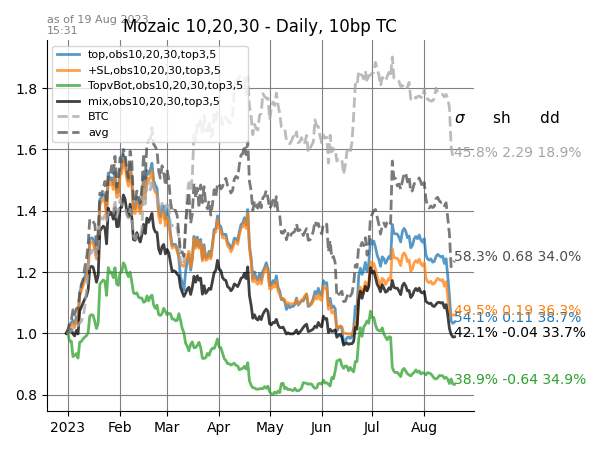 as of 19 Aug 2023
15:31
Mozaic 10,20,30 - Daily, 10bp TC
top,obs10,20,30,top3,5
+SL,obs10,20,30,top3,5
TopvBot,obs10,20,30,top3,5
mix,obs10,20,30,top3,5
BTC
avg
σ sh dd
45.8% 2.29 18.9%
58.3% 0.68 34.0%
49.5% 0.19 36.3%
54.1% 0.11 38.7%
42.1% -0.04 33.7%
38.9% -0.64 34.9%
1.8
1.6
1.4
1.2
1.0
0.8
2023 Feb Mar Apr May Jun Jul Aug